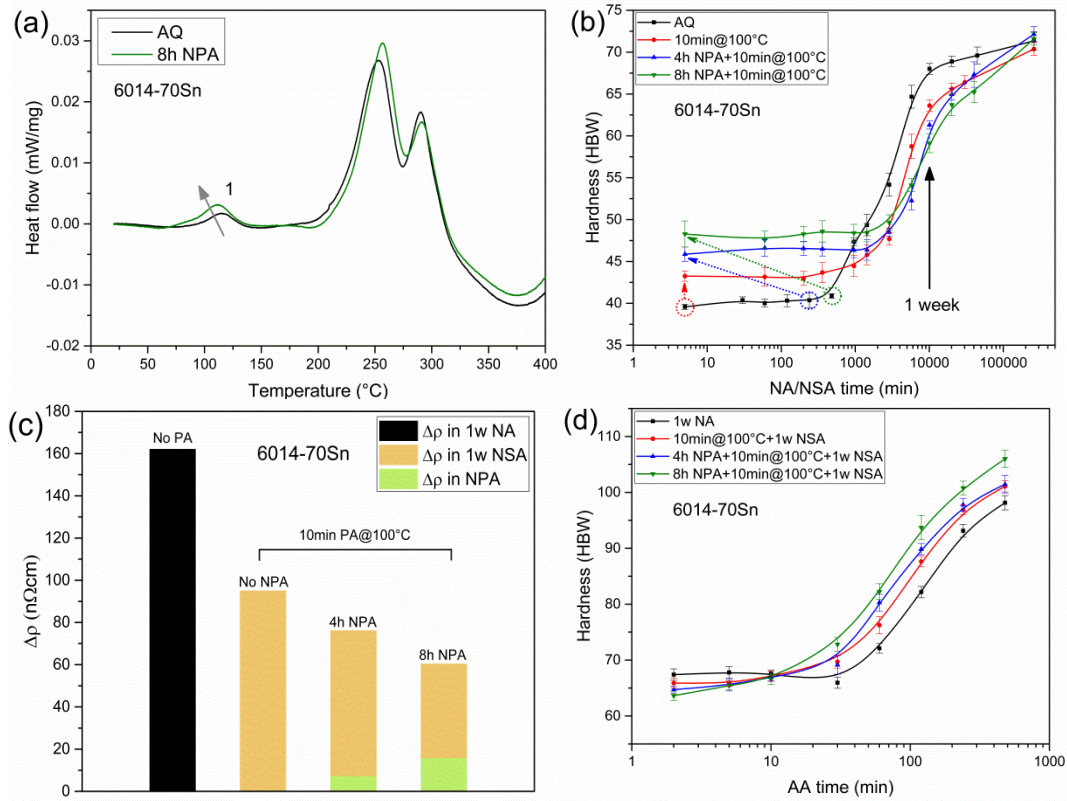 (a)
AQ
8h NPA
6014-70Sn
1
0.03
0.02
0.01
0.00
-0.01
-0.02
Heat flow (mW/mg)
0 50 100 150 200 250 300 350 400
Temperature (°C)
(b)
AQ
10min@100°C
4h NPA+10min@100°C
8h NPA+10min@100°C
6014-70Sn
1 week
75
70
65
60
55
50
45
40
35
Hardness (HBW)
1 10 100 1000 10000 100000
NA/NSA time (min)
(c)
180
160
140
120
100
80
60
40
20
0
Δρ (nΩcm)
No PA
6014-70Sn
Δρ in 1w NA
Δρ in 1w NSA
Δρ in NPA
10min PA@100°C
No NPA
4h NPA
8h NPA
(d)
1w NA
10min@100°C+1w NSA
4h NPA+10min@100°C+1w NSA
8h NPA+10min@100°C+1w NSA
6014-70Sn
110
100
90
80
70
60
Hardness (HBW)
1 10 100 1000
AA time (min)